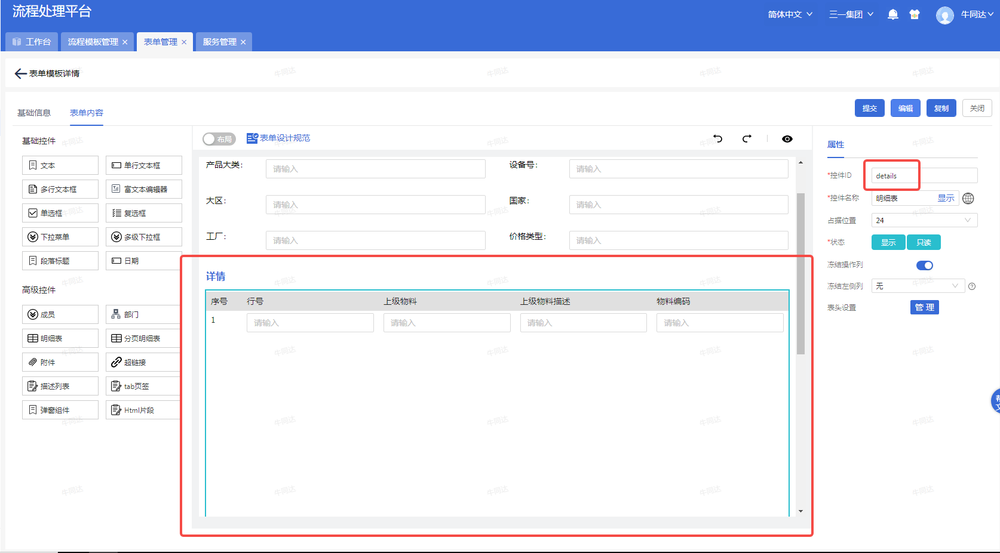 流程处理平台
简体中文
三一集团
牛同达
工作台
流程模板管理 ×
表单管理 ×
服务管理 ×
表单模板详情
基础信息
表单内容
提交
编辑
复制
关闭
基础控件
文本
单行文本框
多行文本框
富文本编辑器
单选框
复选框
下拉菜单
多级下拉框
段落标题
日期
高级控件
成员
部门
明细表
分页明细表
附件
超链接
描述列表
tab页签
弹窗组件
Html片段
布局
表单设计规范
产品大类:
请输入
设备号:
请输入
大区:
请输入
国家:
请输入
工厂:
请输入
价格类型:
请输入
详情
序号 行号 上级物料 上级物料描述 物料编码
1 请输入 请输入 请输入 请输入
属性
*控件ID
details
*控件名称
明细表
显示
占据位置
24
*状态
显示
只读
冻结操作列
冻结左侧列
无
表头设置
管 理
牛同达